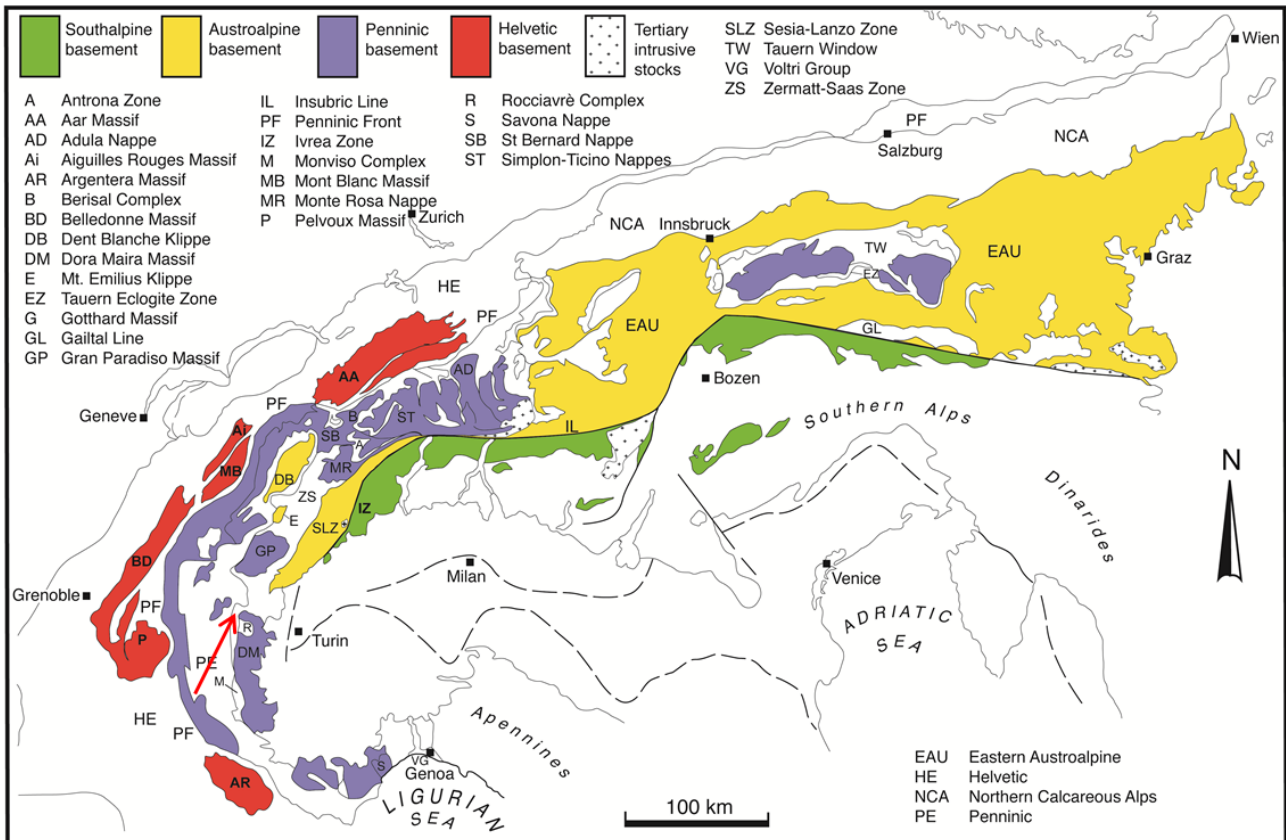 Southalpine basement
Austroalpine basement
Penninic basement
Helvetic basement
Tertiary intrusive stocks
SLZ Sesia-Lanzo Zone
TW Tauern Window
VG Voltri Group
ZS Zermatt-Saas Zone
A Antrona Zone
AA Aar Massif
AD Adula Nappe
Ai Aiguilles Rouges Massif
AR Argentera Massif
B Berisal Complex
BD Belledonne Massif
DB Dent Blanche Klippe
DM Dora Maira Massif
E Mt. Emilius Klippe
EZ Tauern Eclogite Zone
G Gotthard Massif
GL Gailtal Line
GP Gran Paradiso Massif
IL Insubric Line
PF Penninic Front
IZ Ivrea Zone
M Monviso Complex
MB Mont Blanc Massif
MR Monte Rosa Nappe
P Pelvoux Massif
R Rocciavrè Complex
S Savona Nappe
SB St Bernard Nappe
ST Simplon-Ticino Nappes
Wien
PF
Salzburg
NCA
Zurich
NCA
Innsbruck
TW
EZ
EAU
Graz
HE
PF
EAU
GL
AA
AD
Bozen
Geneve
PF
B
ST
SB
A
IL
Southern Alps
Ai
MB
MR
DB
ZS
N
Dinarides
E
SLZ
IZ
GP
BD
Milan
Venice
Grenoble
PF
ADRIATIC
SEA
R
Turin
P
PE
DM
M
HE
PF
Apennines
AR
S
VG
Genoa
LIGURIAN
SEA
100 km
EAU Eastern Austroalpine
HE Helvetic
NCA Northern Calcareous Alps
PE Penninic